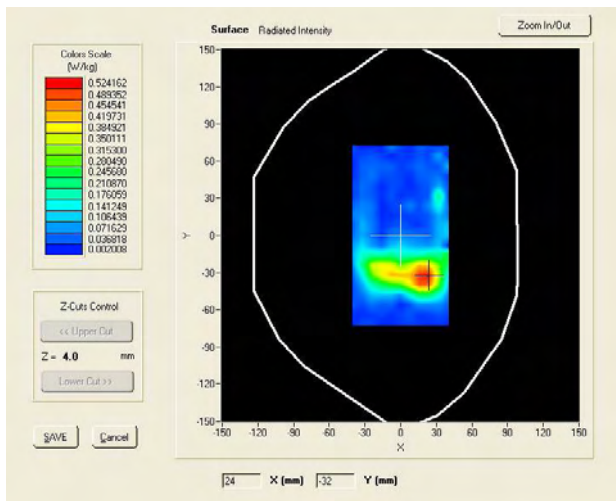 Surface Radiated Intensity
Zoom In/Out
Colors Scale
(W/kg)
0.524162
0.489352
0.454541
0.419731
0.384921
0.350111
0.315300
0.280490
0.245680
0.210870
0.176059
0.141249
0.106439
0.071629
0.036818
0.002008
Z-Cuts Control
<< Upper Cut
Z = 4.0 mm
Lower Cut >>
SAVE Cancel
150-
120-
90-
60-
30-
0-
-30-
-60-
-90-
-120-
-150-
Y
-150 -120 -90 -60 -30 0 30 60 90 120 150
X
24 X (mm) -32 Y (mm)